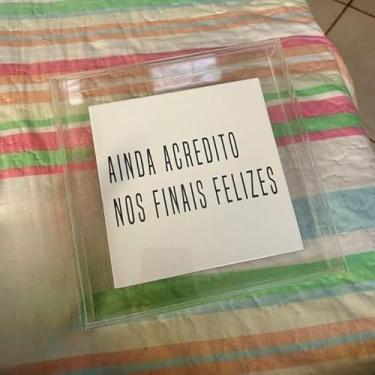 AINDA ACREDITO
NOS FINAIS FELIZES